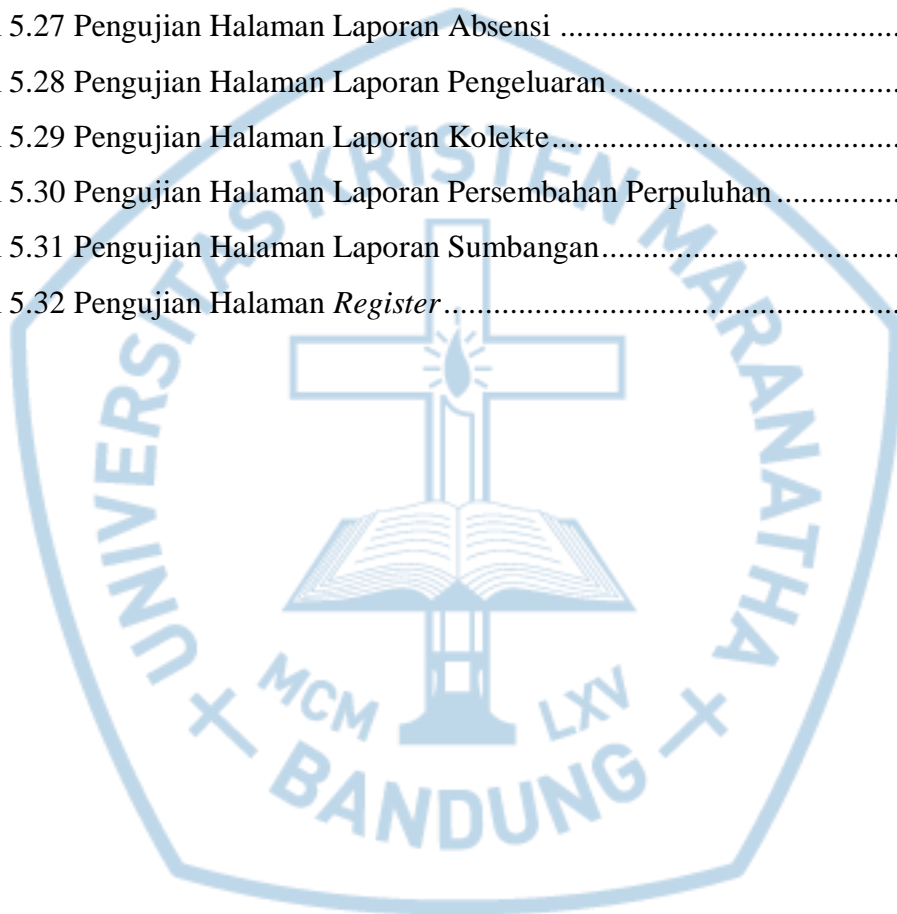 5.27 Pengujian Halaman Laporan Absensi ..........................................
5.28 Pengujian Halaman Laporan Pengeluaran....................................
5.29 Pengujian Halaman Laporan Kolekte...........................................
5.30 Pengujian Halaman Laporan Persembahan Perpuluhan ...............
5.31 Pengujian Halaman Laporan Sumbangan.....................................
5.32 Pengujian Halaman Register.........................................................
UNIVERSITAS KRISTEN MARANATHA
MCM LXV
BANDUNG